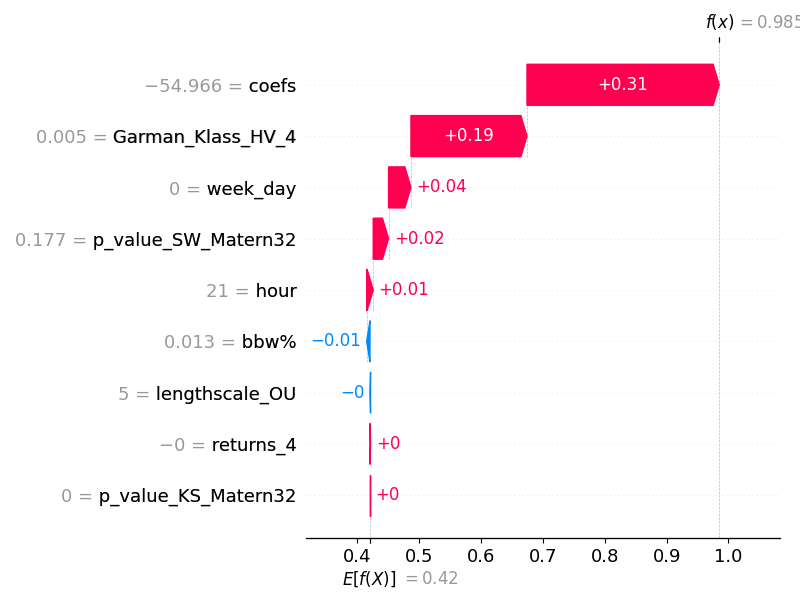 f(x) = 0.985
−54.966 = coefs
+0.31
0.005 = Garman_Klass_HV_4
+0.19
0 = week_day
+0.04
0.177 = p_value_SW_Matern32
+0.02
21 = hour
+0.01
0.013 = bbw%
−0.01
5 = lengthscale_OU
−0
−0 = returns_4
+0
0 = p_value_KS_Matern32
+0
0.4 0.5 0.6 0.7 0.8 0.9 1.0
E[f(X)] = 0.42